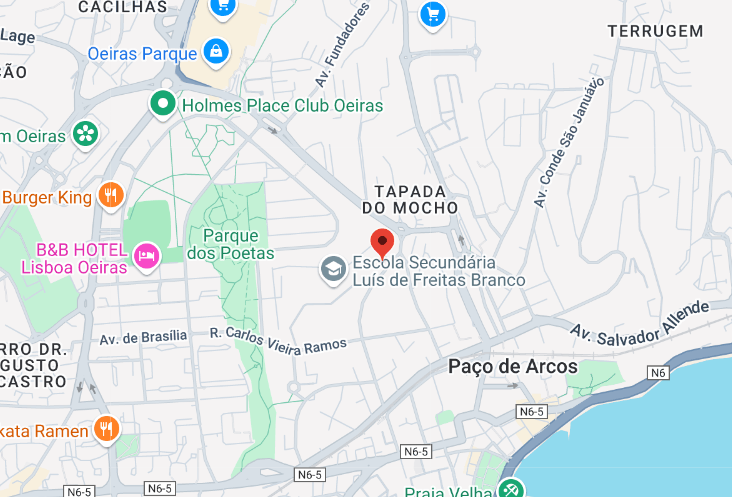 CACILHAS
Lage
TERRUGEM
Oeiras Parque
Av. Fundadores
ÇÃO
Holmes Place Club Oeiras
Av. Conde São Januário
m Oeiras
Burger King
TAPADA
DO MOCHO
Parque
dos Poetas
B&B HOTEL
Lisboa Oeiras
Escola Secundária
Luís de Freitas Branco
Av. de Brasília
R. Carlos Vieira Ramos
Av. Salvador Allende
RRO DR.
GUSTO
CASTRO
Paço de Arcos
N6
N6-5
kata Ramen
N6-5
N6-5
N6-5
N6-5
Praia Velha